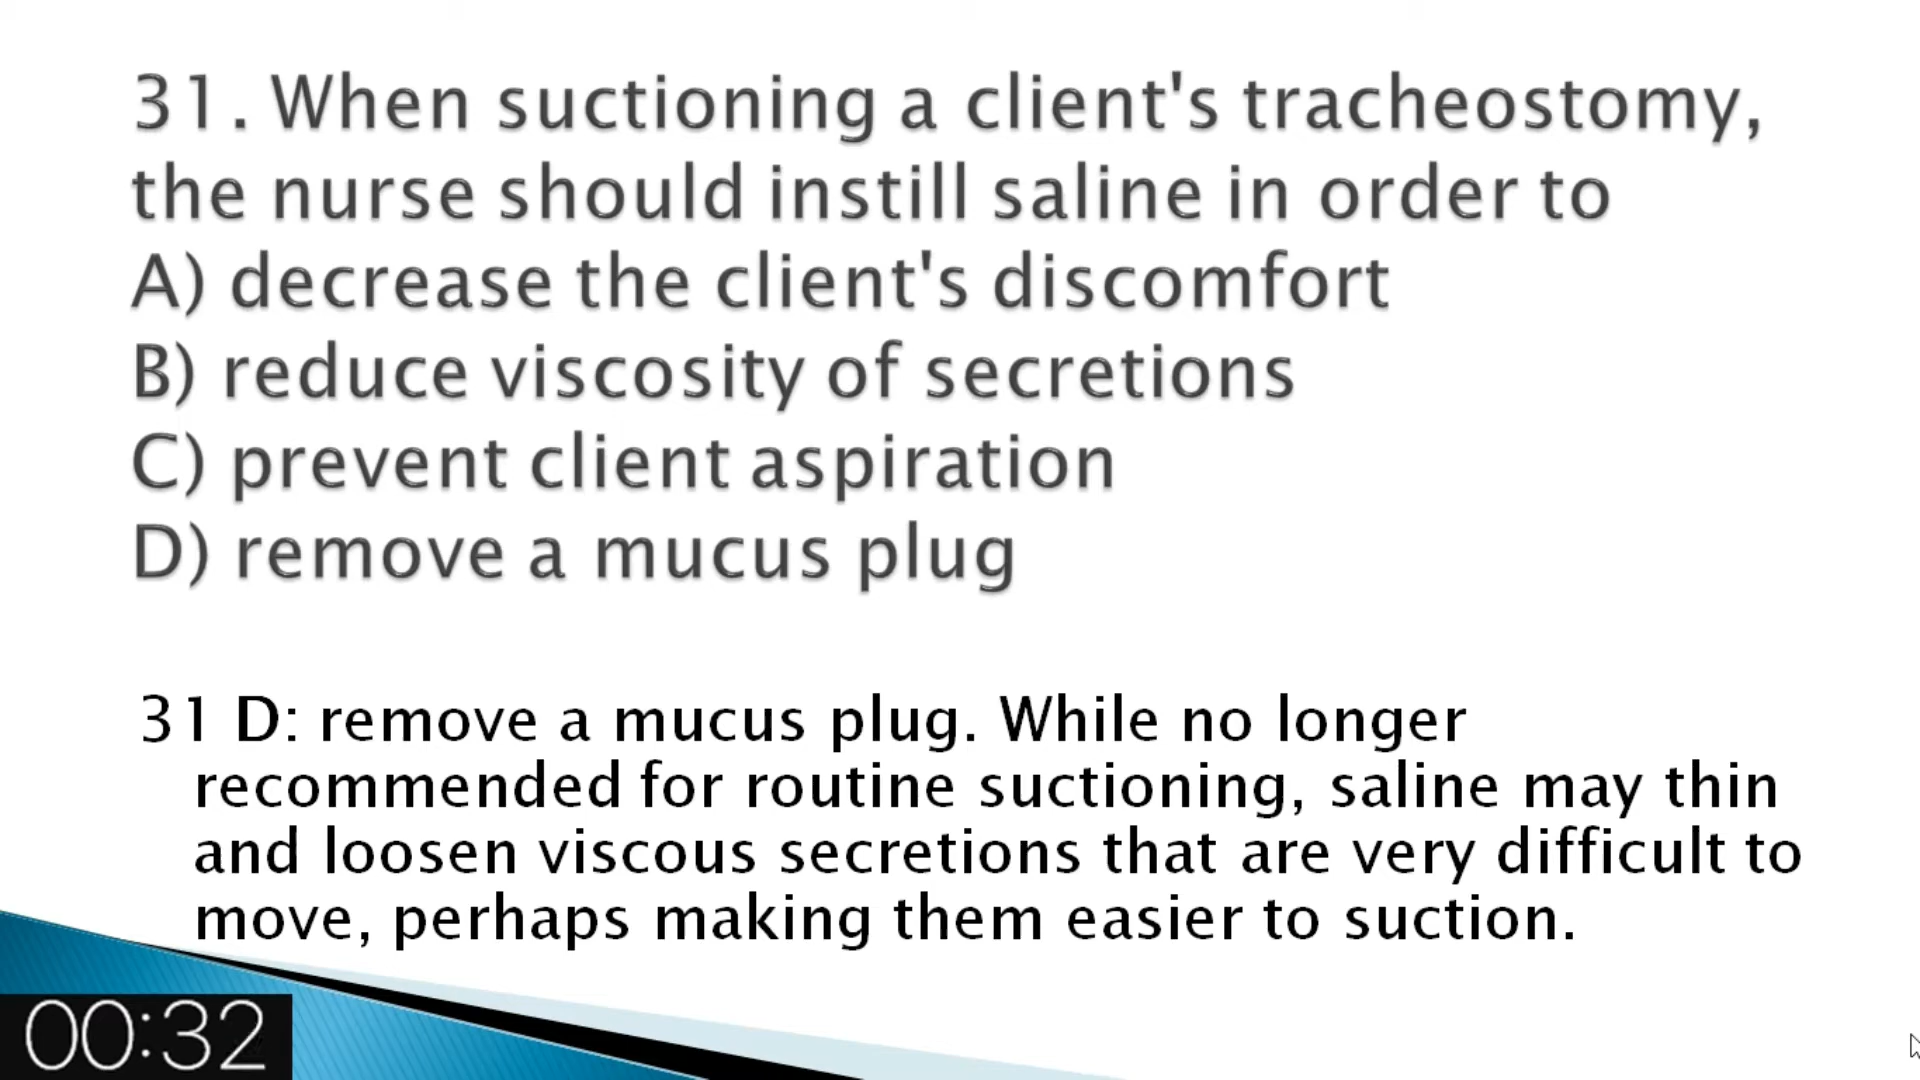 31. When suctioning a client's tracheostomy,
the nurse should instill saline in order to
A) decrease the client's discomfort
B) reduce viscosity of secretions
C) prevent client aspiration
D) remove a mucus plug
31 D: remove a mucus plug. While no longer
recommended for routine suctioning, saline may thin
and loosen viscous secretions that are very difficult to
move, perhaps making them easier to suction.
00:32